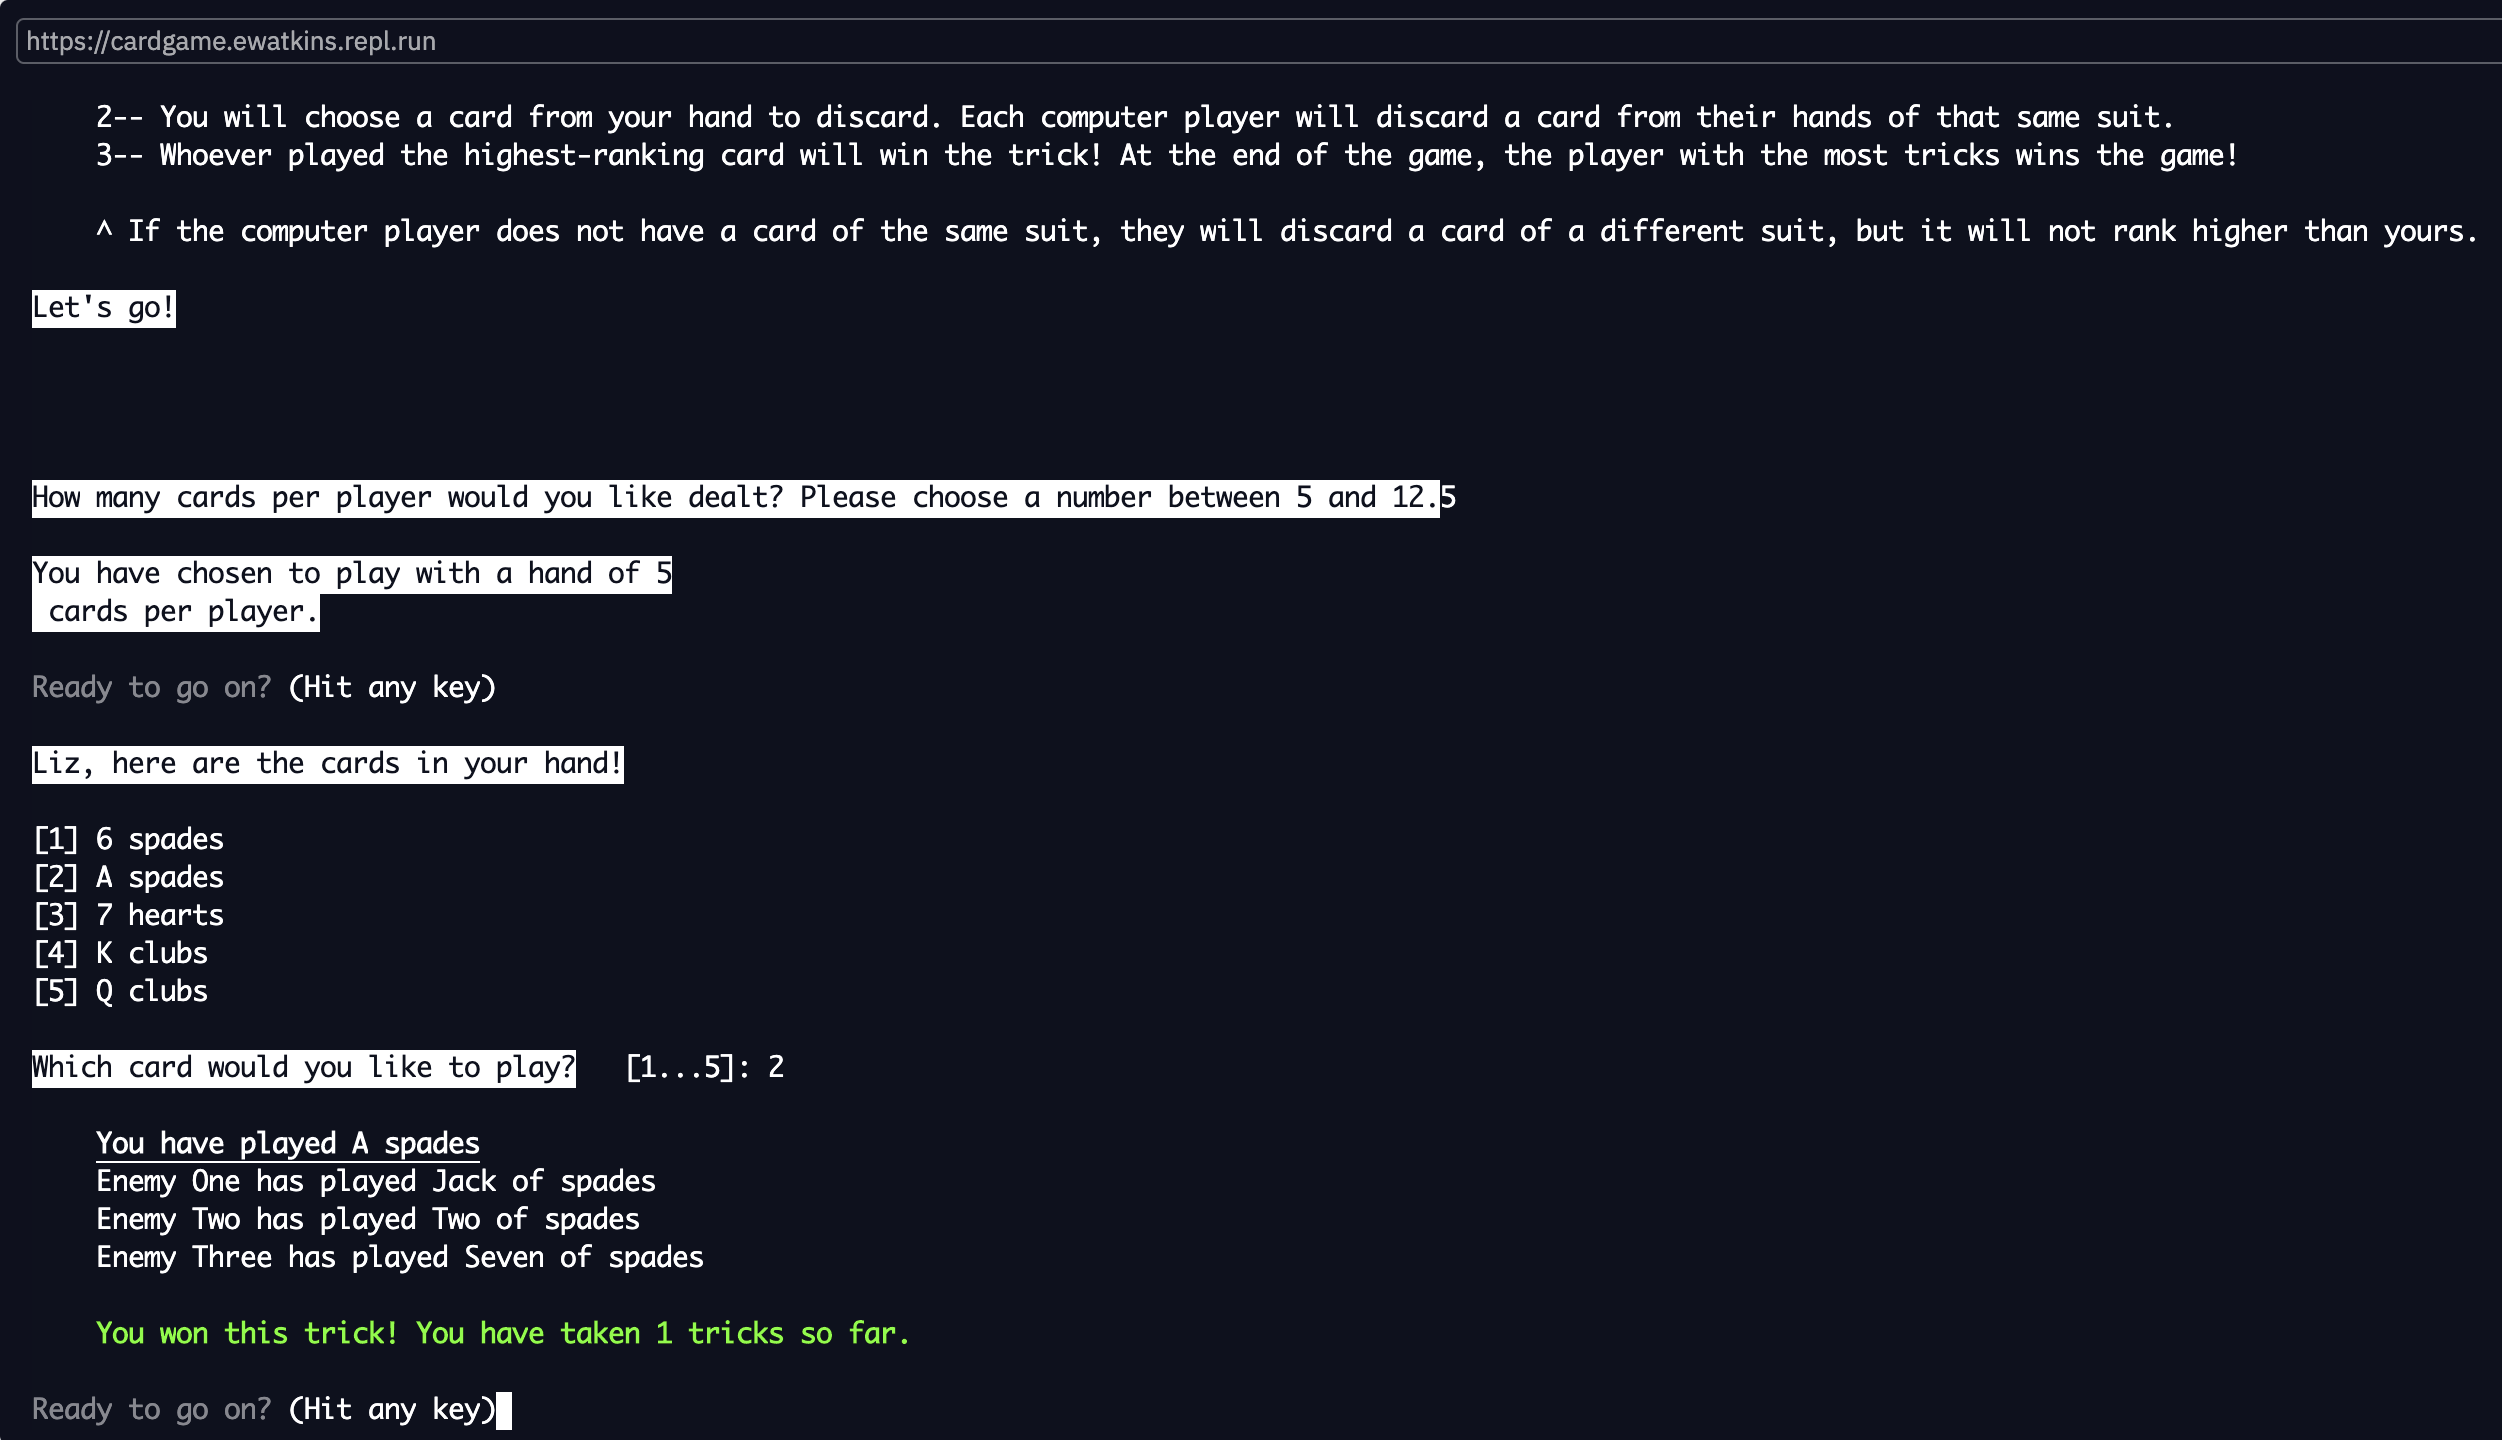 https://cardgame.ewatkins.repl.run
2-- You will choose a card from your hand to discard. Each computer player will discard a card from their hands of that same suit.
3-- Whoever played the highest-ranking card will win the trick! At the end of the game, the player with the most tricks wins the game!
^ If the computer player does not have a card of the same suit, they will discard a card of a different suit, but it will not rank higher than yours.
Let's go!
How many cards per player would you like dealt? Please choose a number between 5 and 12.5
You have chosen to play with a hand of 5
cards per player.
Ready to go on? (Hit any key)
Liz, here are the cards in your hand!
[1] 6 spades
[2] A spades
[3] 7 hearts
[4] K clubs
[5] Q clubs
Which card would you like to play? [1...5]: 2
You have played A spades
Enemy One has played Jack of spades
Enemy Two has played Two of spades
Enemy Three has played Seven of spades
You won this trick! You have taken 1 tricks so far.
Ready to go on? (Hit any key)